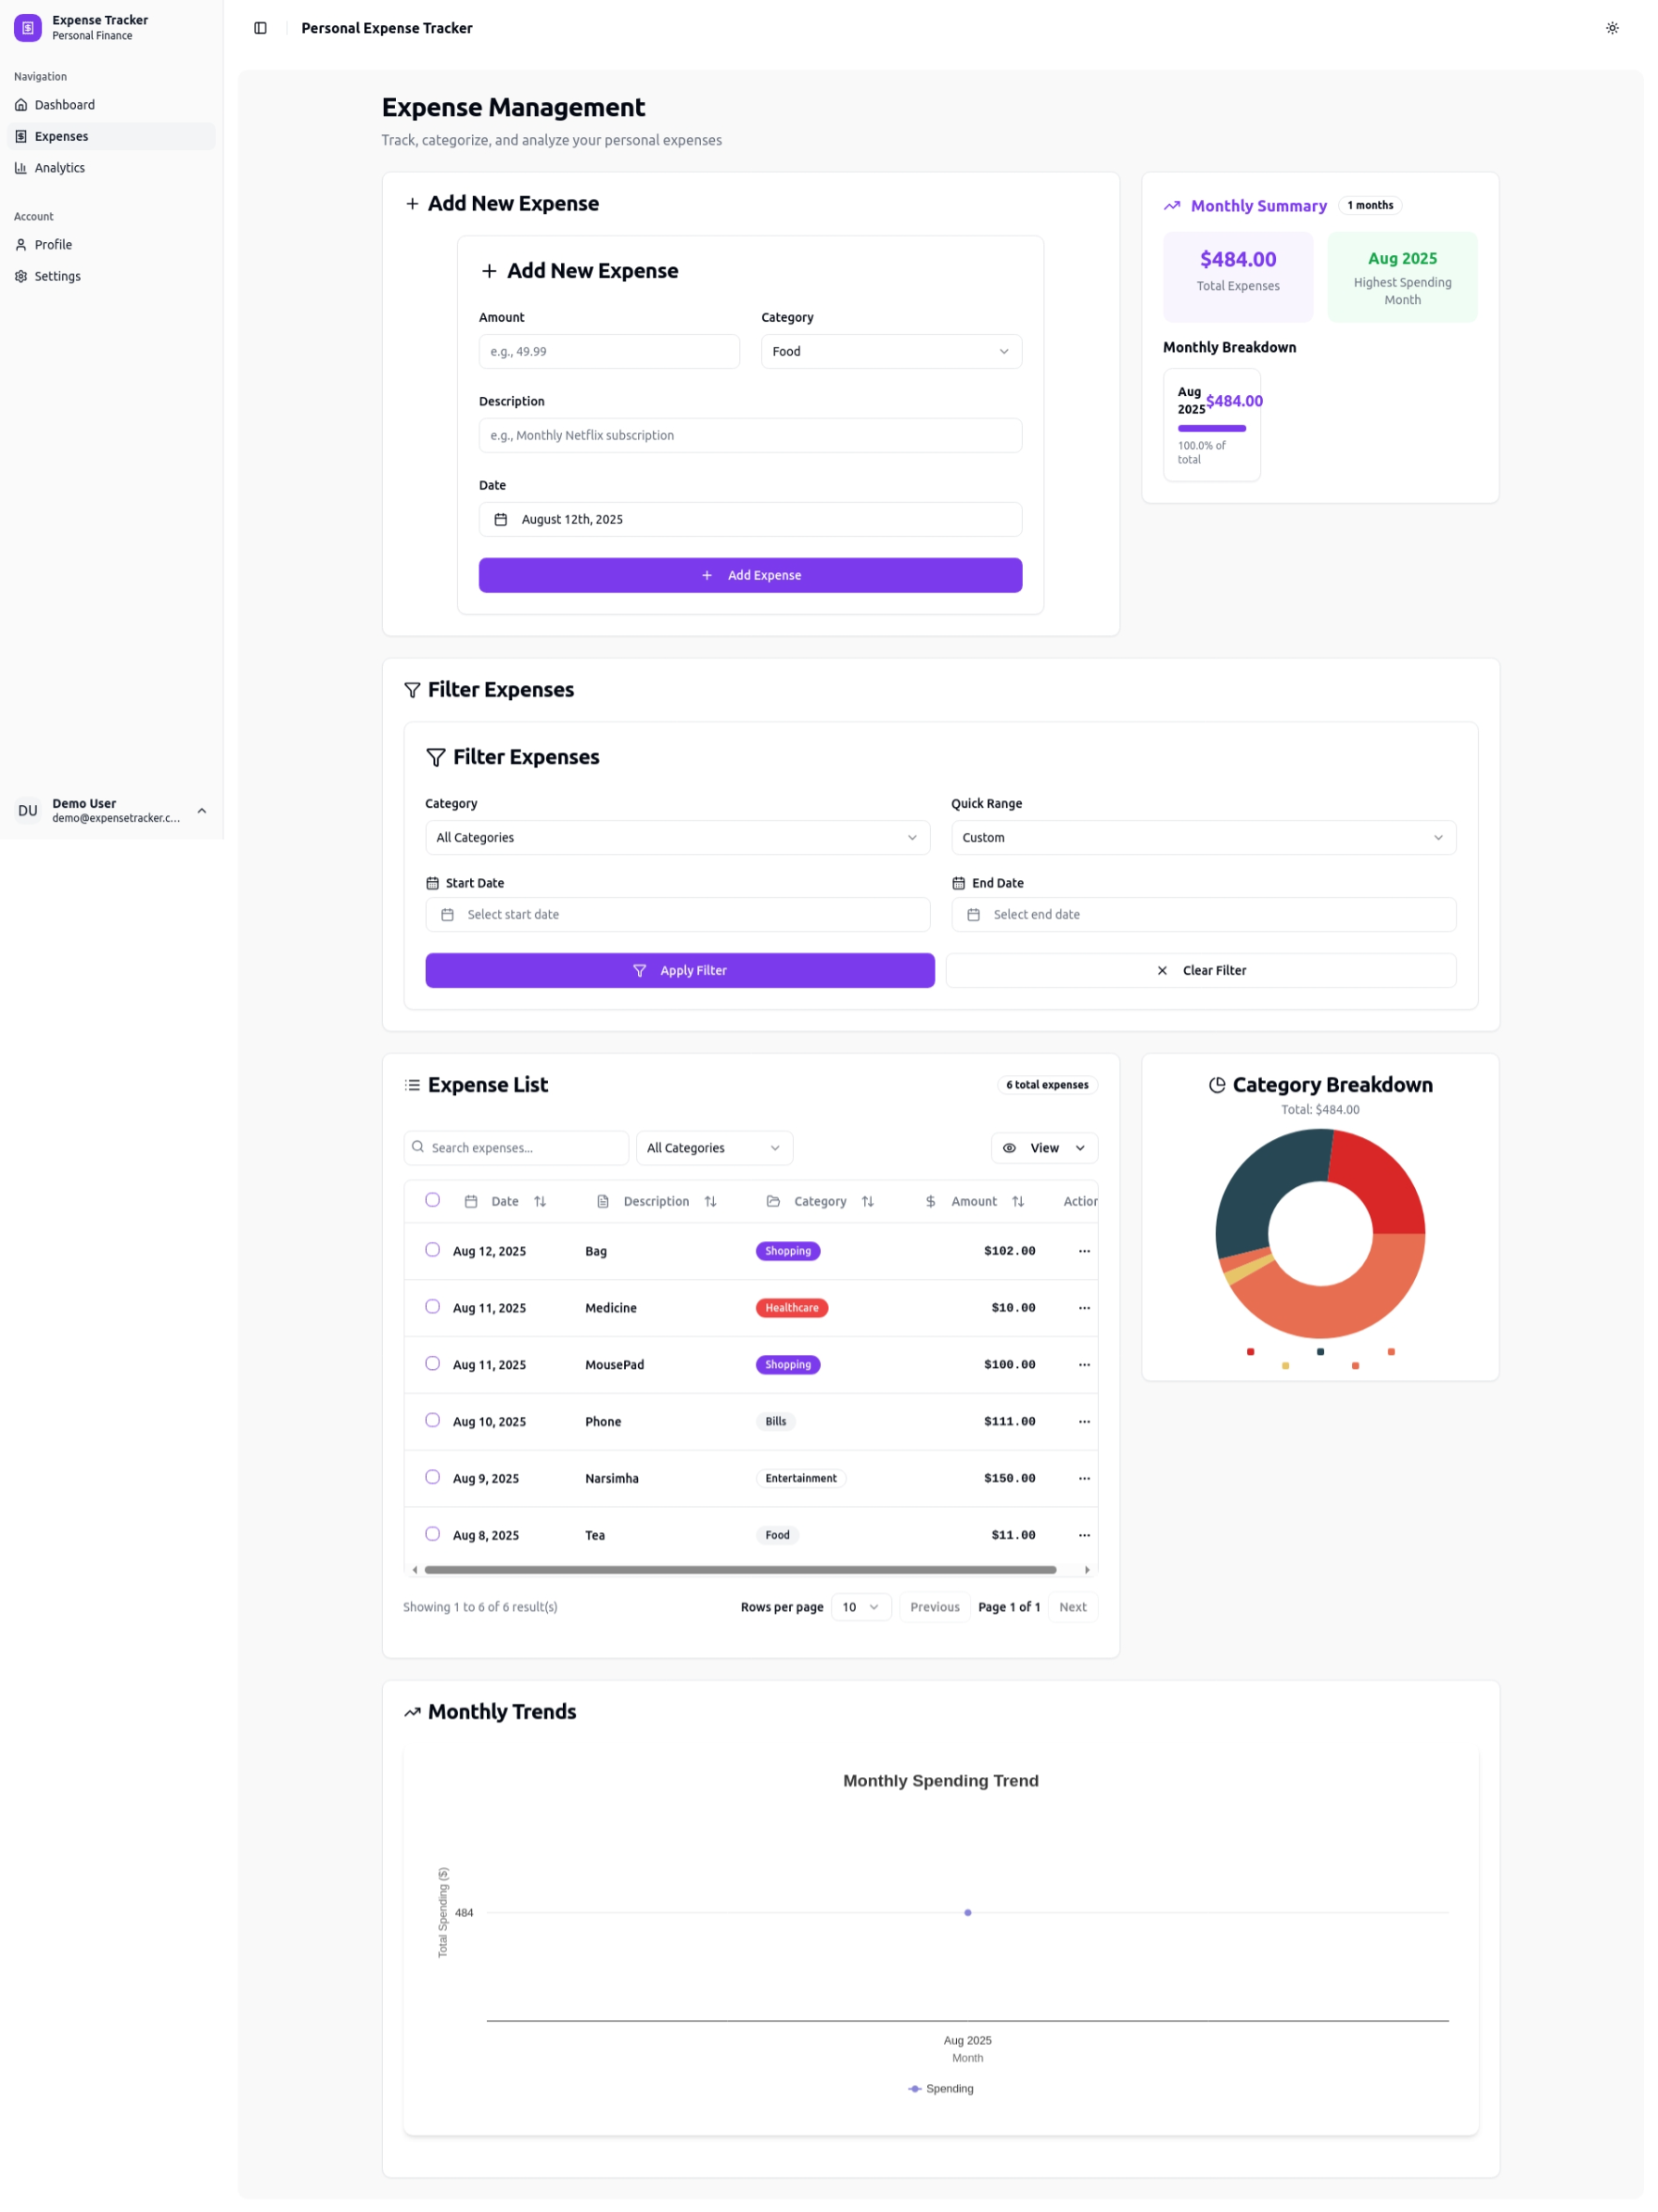 Expense Tracker
Personal Finance
Navigation
Dashboard
Expenses
Analytics
Account
Profile
Settings
DU
Demo User
demo@expensetracker.c...
Personal Expense Tracker
Expense Management
Track, categorize, and analyze your personal expenses
Add New Expense
Add New Expense
Amount
Category
e.g., 49.99
Food
Description
e.g., Monthly Netflix subscription
Date
August 12th, 2025
Add Expense
Monthly Summary
1 months
$484.00
Total Expenses
Aug 2025
Highest Spending
Month
Monthly Breakdown
Aug
2025
$484.00
100.0% of
total
Filter Expenses
Filter Expenses
Category
Quick Range
All Categories
Custom
Start Date
End Date
Select start date
Select end date
Apply Filter
Clear Filter
Expense List
6 total expenses
Search expenses...
All Categories
View
Date Description Category $ Amount Action
Aug 12, 2025 Bag Shopping $102.00 ...
Aug 11, 2025 Medicine Healthcare $10.00 ...
Aug 11, 2025 MousePad Shopping $100.00 ...
Aug 10, 2025 Phone Bills $111.00 ...
Aug 9, 2025 Narsimha Entertainment $150.00 ...
Aug 8, 2025 Tea Food $11.00 ...
Showing 1 to 6 of 6 result(s)
Rows per page 10 Previous Page 1 of 1 Next
Category Breakdown
Total: $484.00
Monthly Trends
Monthly Spending Trend
Total Spending ($)
484
Aug 2025
Month
Spending